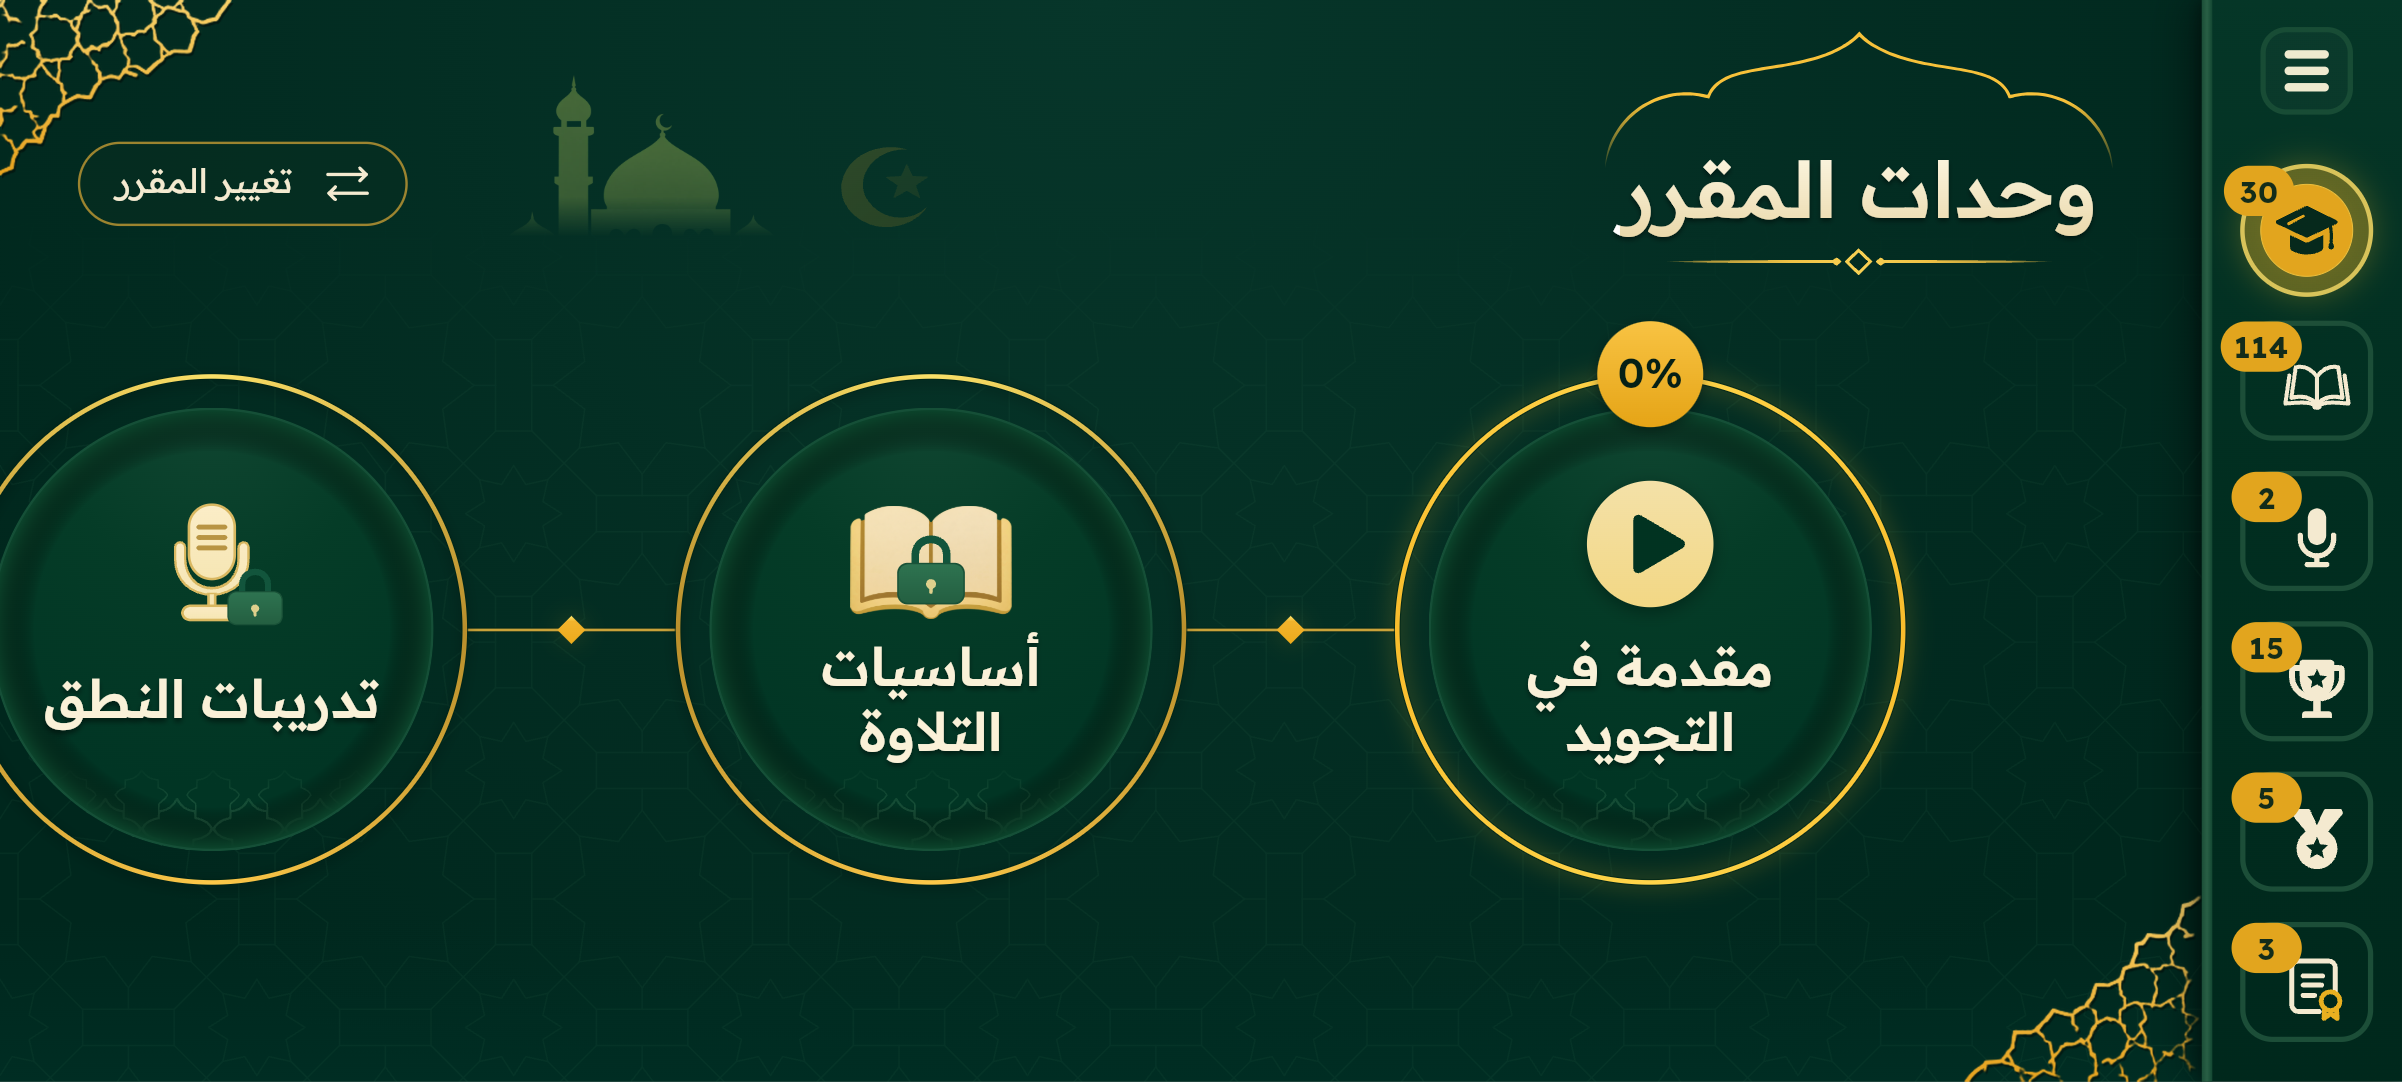 وحدات المقرر
تغيير المقرر
30
114
2
15
5
3
0%
مقدمة في
التجويد
أساسيات
التلاوة
تدريبات النطق